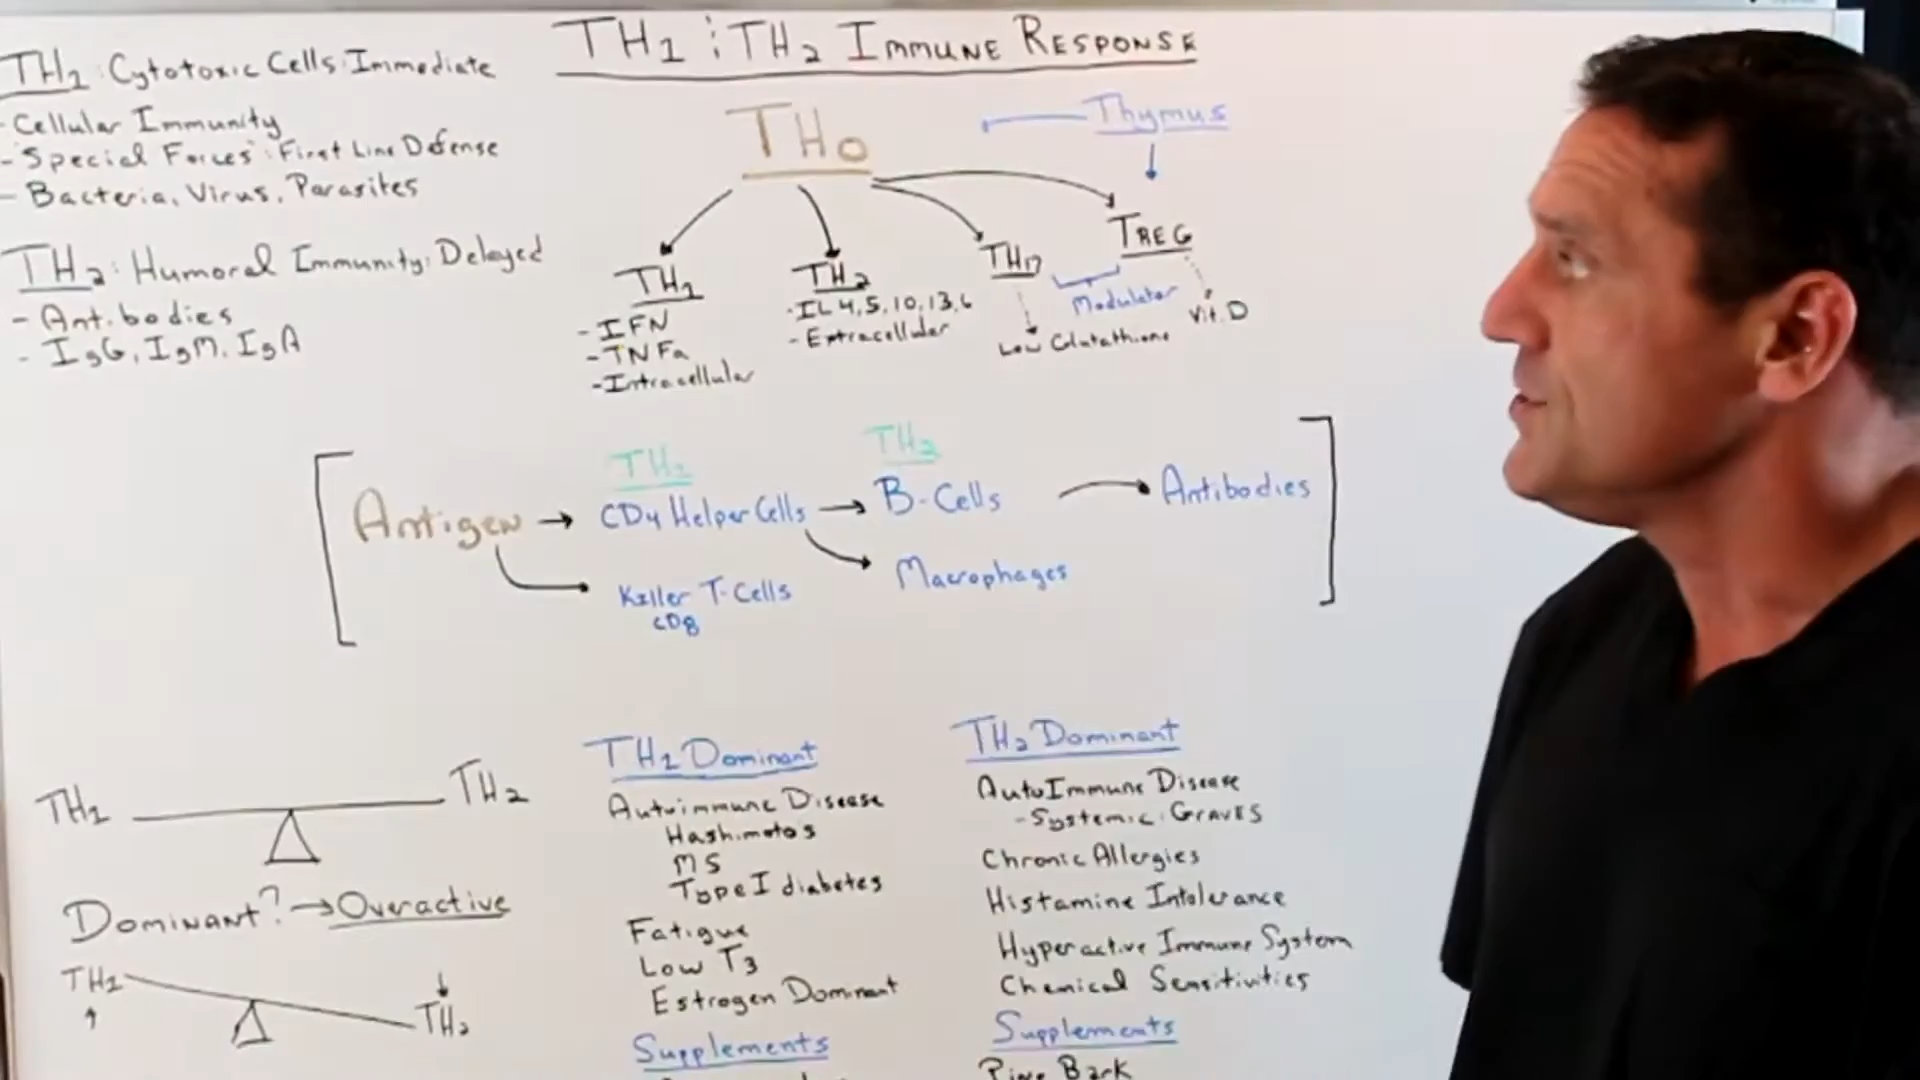 TH1 : TH2 IMMUNE RESPONSE
TH1 : Cytotoxic Cells : Immediate
- Cellular Immunity
- "Special Forces" : First Line Defense
- Bacteria, Virus, Parasites
TH2 : Humoral Immunity : Delayed
- Antibodies
- IgG, IgM, IgA
TH0
Thymus
TH1
- IFN
- TNFa
- Intracellular
TH2
- IL 4, 5, 10, 13, 6
- Extracellular
TH17
Low Glutathione
TREG
Modulator
Vit. D
TH1
TH2
Antigen → CD4 Helper Cells → B-Cells → Antibodies
Killer T-Cells
CD8
Macrophages
TH1
TH2
Dominant? → Overactive
TH1
↑
↓
TH2
TH1 Dominant
Autoimmune Disease
Hashimotos
MS
Type I diabetes
Fatigue
Low T3
Estrogen Dominant
Supplements
TH2 Dominant
AutoImmune Disease
- Systemic : GRAVES
Chronic Allergies
Histamine Intolerance
Hyperactive Immune System
Chemical Sensitivities
Supplements
Pine Bark